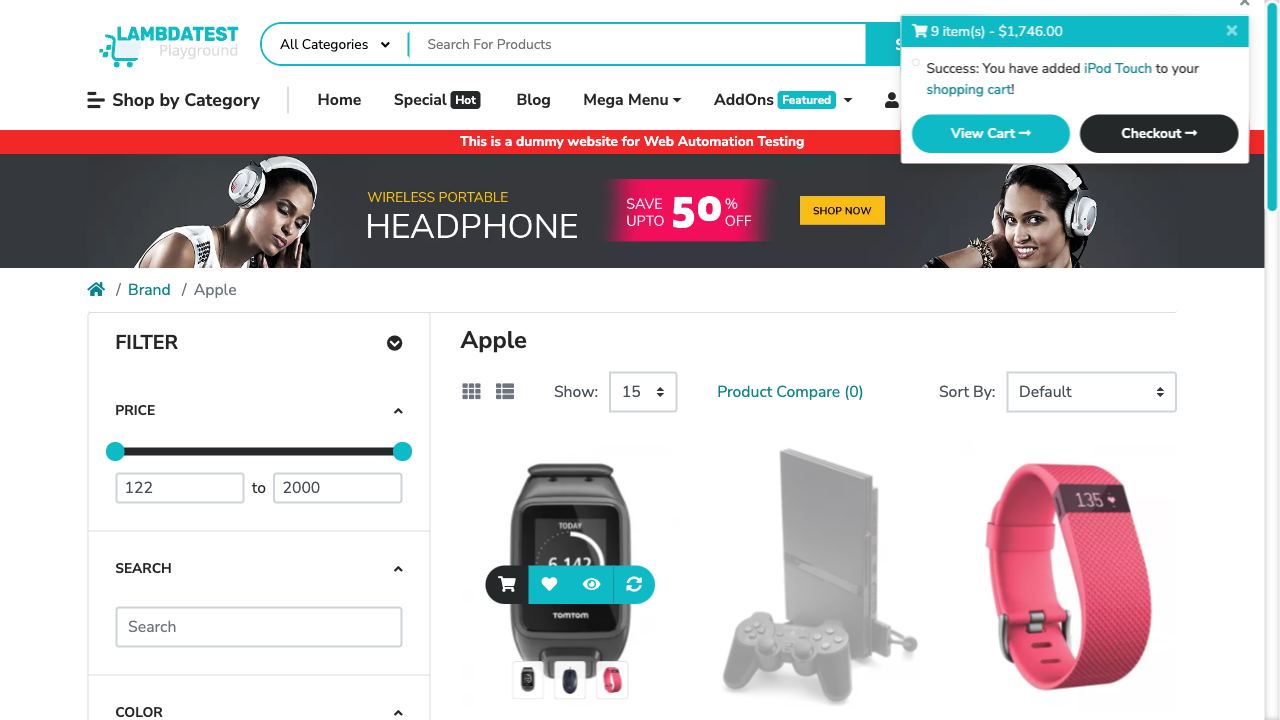 LAMBDATEST
Playground
All Categories
Search For Products
S
9 item(s) - $1,746.00
Success: You have added iPod Touch to your
shopping cart!
View Cart
Checkout
Shop by Category
Home
Special Hot
Blog
Mega Menu
AddOns Featured
This is a dummy website for Web Automation Testing
WIRELESS PORTABLE
HEADPHONE
SAVE
UPTO
50
%
OFF
SHOP NOW
/ Brand / Apple
FILTER
PRICE
122 to 2000
SEARCH
Search
COLOR
Apple
Show: 15
Product Compare (0)
Sort By: Default
TODAY
6,142
TOMTOM
135